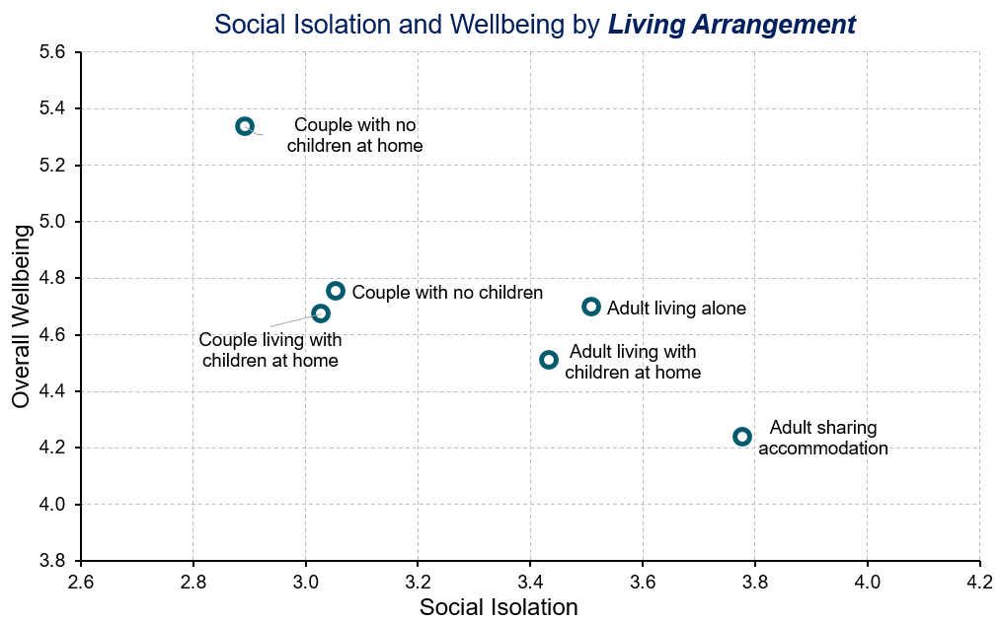 Social Isolation and Wellbeing by Living Arrangement
5.6
5.4
5.2
5.0
4.8
4.6
4.4
4.2
4.0
3.8
Overall Wellbeing
Couple with no
children at home
Couple with no children
Adult living alone
Couple living with
children at home
Adult living with
children at home
Adult sharing
accommodation
2.6 2.8 3.0 3.2 3.4 3.6 3.8 4.0 4.2
Social Isolation